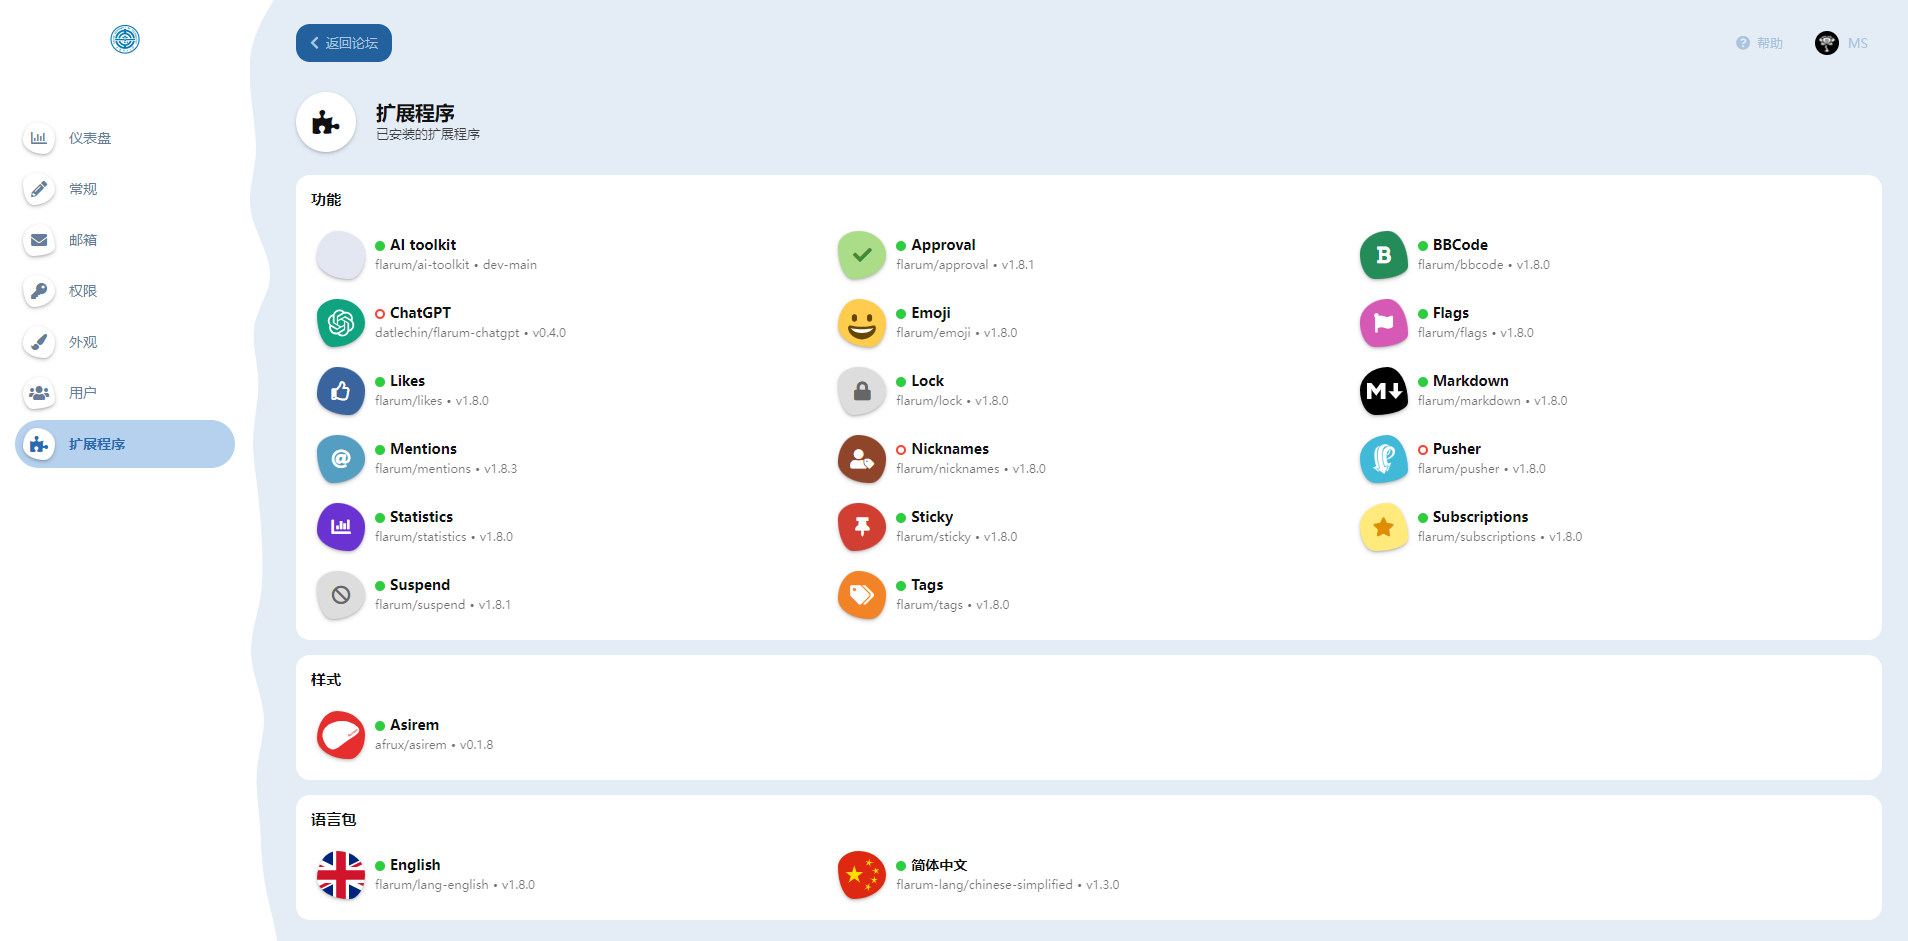 返回论坛
帮助
MS
仪表盘
常规
邮箱
权限
外观
用户
扩展程序
扩展程序
已安装的扩展程序
功能
AI toolkit
flarum/ai-toolkit • dev-main
Approval
flarum/approval • v1.8.1
BBCode
flarum/bbcode • v1.8.0
ChatGPT
datlechin/flarum-chatgpt • v0.4.0
Emoji
flarum/emoji • v1.8.0
Flags
flarum/flags • v1.8.0
Likes
flarum/likes • v1.8.0
Lock
flarum/lock • v1.8.0
Markdown
flarum/markdown • v1.8.0
Mentions
flarum/mentions • v1.8.3
Nicknames
flarum/nicknames • v1.8.0
Pusher
flarum/pusher • v1.8.0
Statistics
flarum/statistics • v1.8.0
Sticky
flarum/sticky • v1.8.0
Subscriptions
flarum/subscriptions • v1.8.0
Suspend
flarum/suspend • v1.8.1
Tags
flarum/tags • v1.8.0
样式
Asirem
afrux/asirem • v0.1.8
语言包
English
flarum/lang-english • v1.8.0
简体中文
flarum-lang/chinese-simplified • v1.3.0